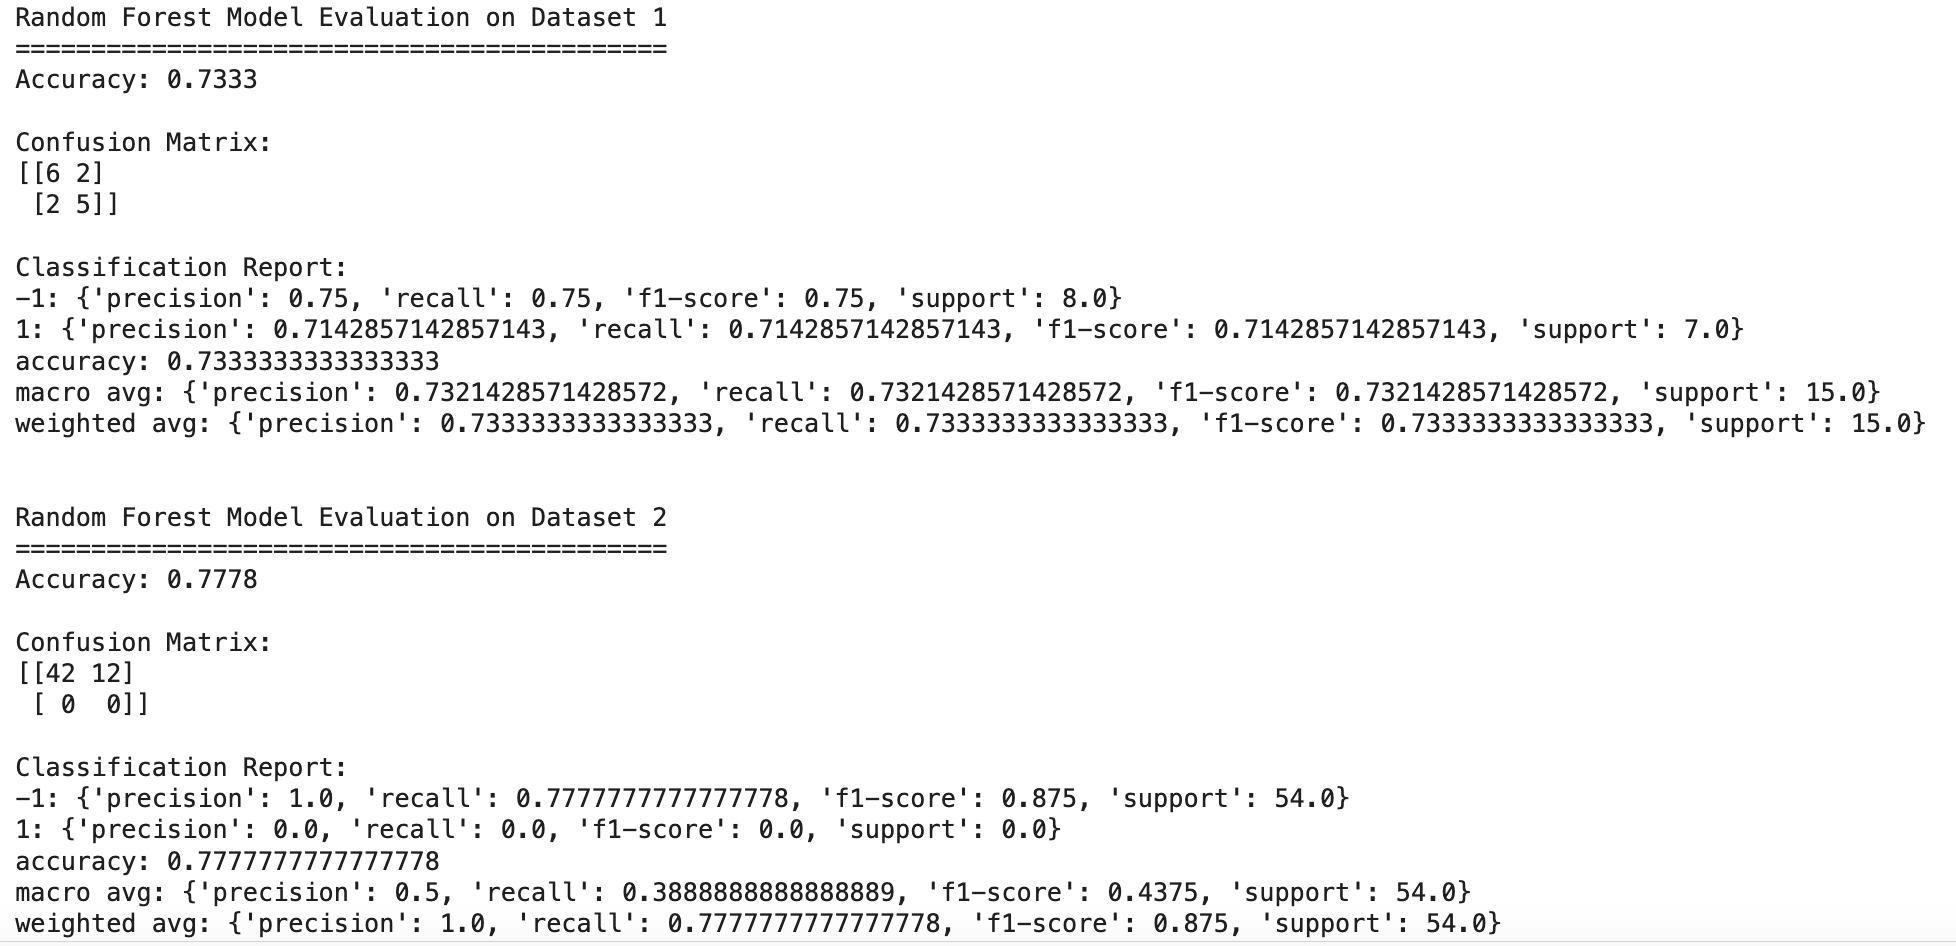 Random Forest Model Evaluation on Dataset 1
===========================================
Accuracy: 0.7333
Confusion Matrix:
[[6 2]
 [2 5]]
Classification Report:
-1: {'precision': 0.75, 'recall': 0.75, 'f1-score': 0.75, 'support': 8.0}
1: {'precision': 0.7142857142857143, 'recall': 0.7142857142857143, 'f1-score': 0.7142857142857143, 'support': 7.0}
accuracy: 0.7333333333333333
macro avg: {'precision': 0.7321428571428572, 'recall': 0.7321428571428572, 'f1-score': 0.7321428571428572, 'support': 15.0}
weighted avg: {'precision': 0.7333333333333333, 'recall': 0.7333333333333333, 'f1-score': 0.7333333333333333, 'support': 15.0}
Random Forest Model Evaluation on Dataset 2
===========================================
Accuracy: 0.7778
Confusion Matrix:
[[42 12]
 [ 0  0]]
Classification Report:
-1: {'precision': 1.0, 'recall': 0.7777777777777778, 'f1-score': 0.875, 'support': 54.0}
1: {'precision': 0.0, 'recall': 0.0, 'f1-score': 0.0, 'support': 0.0}
accuracy: 0.7777777777777778
macro avg: {'precision': 0.5, 'recall': 0.3888888888888889, 'f1-score': 0.4375, 'support': 54.0}
weighted avg: {'precision': 1.0, 'recall': 0.7777777777777778, 'f1-score': 0.875, 'support': 54.0}